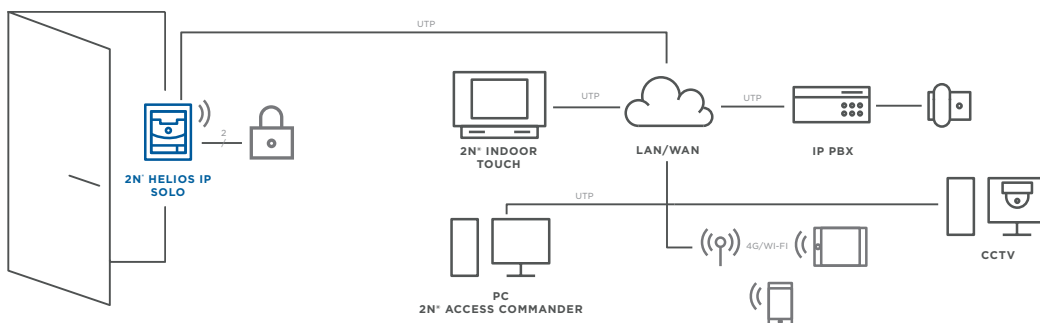 UTP
2
2N® HELIOS IP
SOLO
UTP
UTP
2N® INDOOR
TOUCH
LAN/WAN
IP PBX
UTP
4G/WI-FI
CCTV
PC
2N® ACCESS COMMANDER